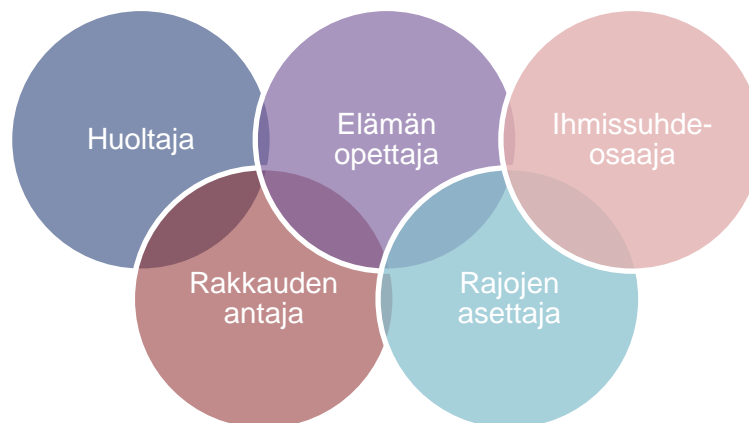 Huoltaja
Elämän
opettaja
Ihmissuhde-
osaaja
Rakkauden
antaja
Rajojen
asettaja